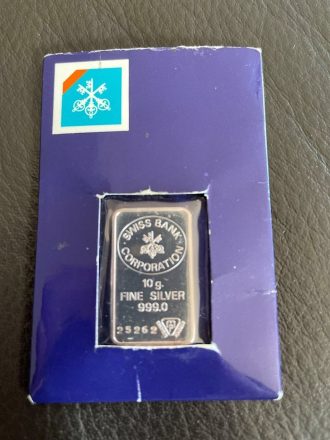 SWISS BANK
CORPORATION
10 g.
FINE SILVER
999.0
25262